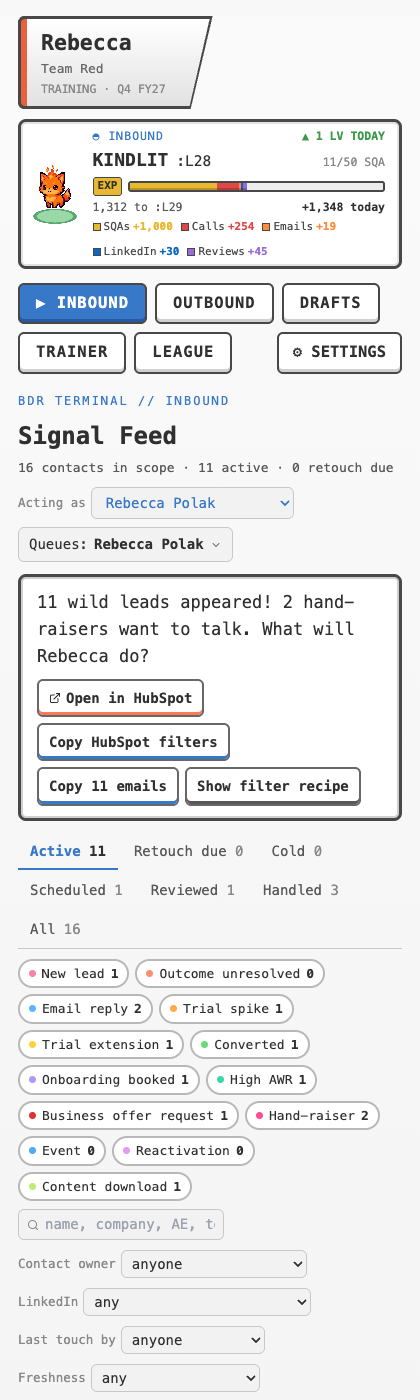 Rebecca
Team Red
TRAINING · Q4 FY27
INBOUND
▲ 1 LV TODAY
KINDLIT :L28
11/50 SQA
EXP
1,312 to :L29
+1,348 today
SQAs +1,000 Calls +254 Emails +19
LinkedIn +30 Reviews +45
▶ INBOUND
OUTBOUND
DRAFTS
TRAINER
LEAGUE
⚙ SETTINGS
BDR TERMINAL // INBOUND
Signal Feed
16 contacts in scope · 11 active · 0 retouch due
Acting as Rebecca Polak
Queues: Rebecca Polak
11 wild leads appeared! 2 hand-
raisers want to talk. What will
Rebecca do?
Open in HubSpot
Copy HubSpot filters
Copy 11 emails
Show filter recipe
Active 11 Retouch due 0 Cold 0
Scheduled 1 Reviewed 1 Handled 3
All 16
New lead 1 Outcome unresolved 0
Email reply 2 Trial spike 1
Trial extension 1 Converted 1
Onboarding booked 1 High AWR 1
Business offer request 1 Hand-raiser 2
Event 0 Reactivation 0
Content download 1
name, company, AE, t
Contact owner anyone
LinkedIn any
Last touch by anyone
Freshness any